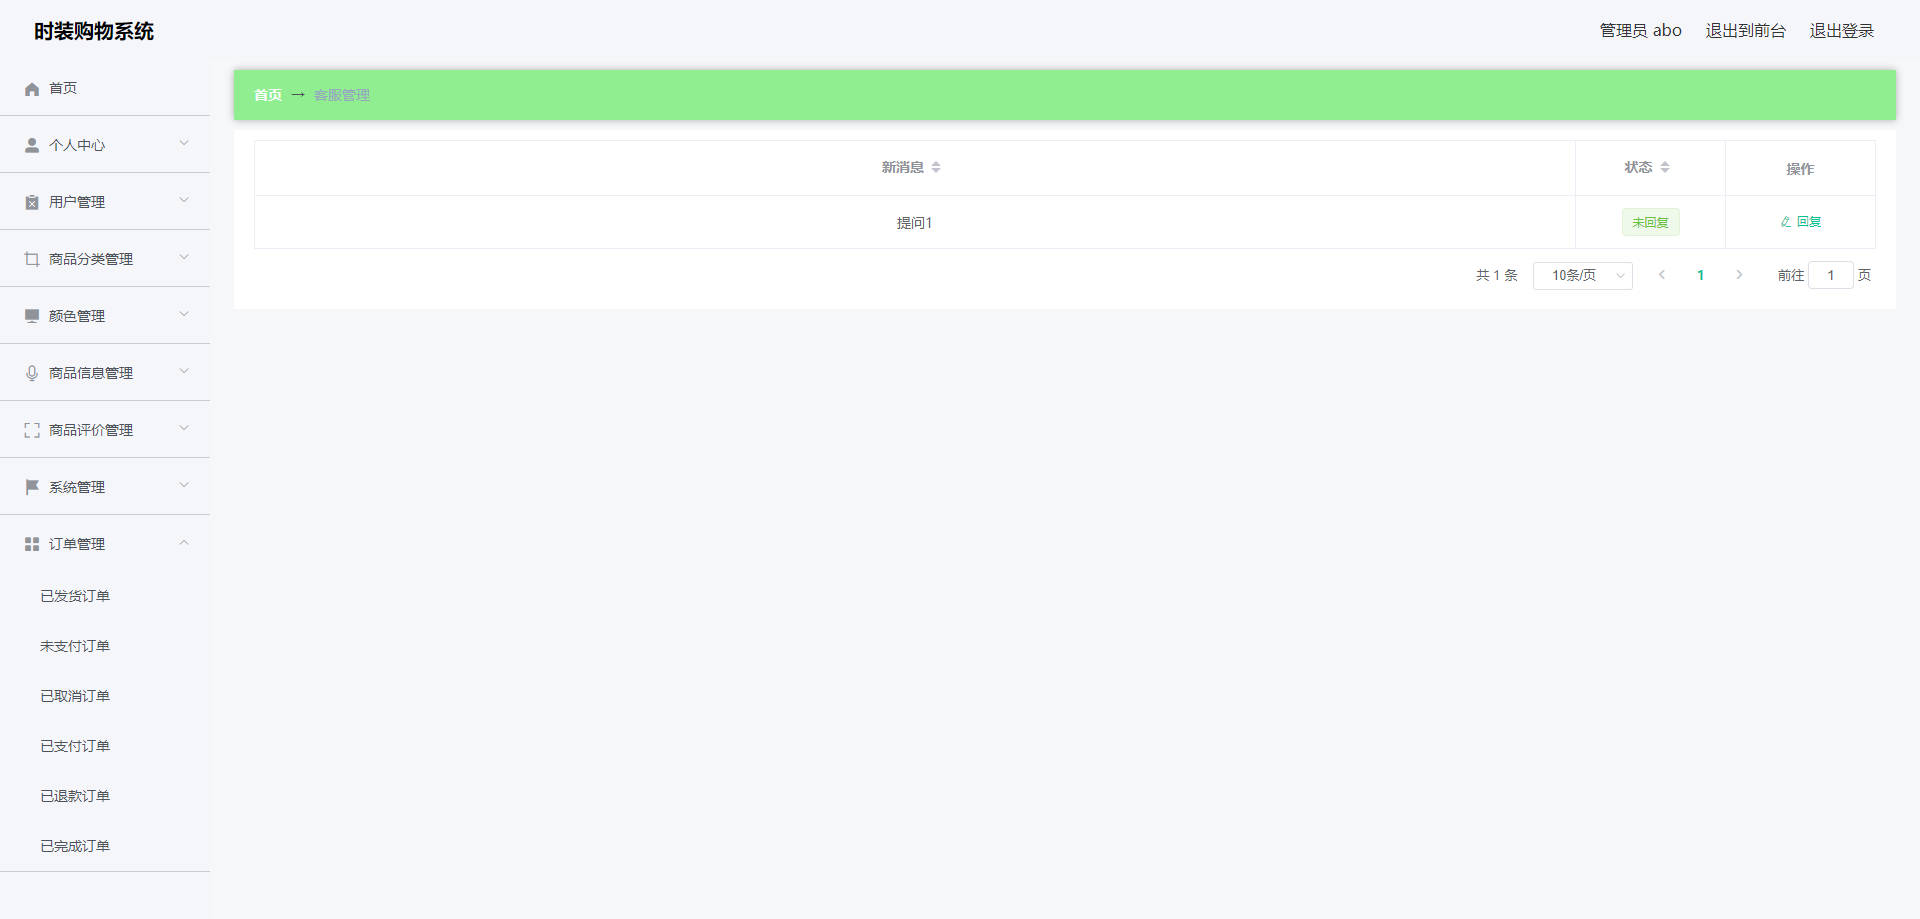 时装购物系统
管理员 abo 退出到前台 退出登录
首页
个人中心
用户管理
商品分类管理
颜色管理
商品信息管理
商品评价管理
系统管理
订单管理
已发货订单
未支付订单
已取消订单
已支付订单
已退款订单
已完成订单
首页 → 客服管理
新消息 状态 操作
提问1 未回复 回复
共 1 条 10条/页 1 前往 1 页